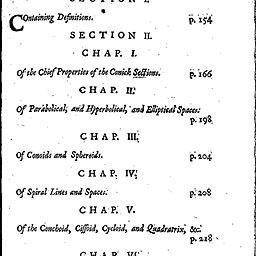 SECTION I.
Containing Definitions. p. 154
SECTION II.
CHAP. I.
Of the Chief Properties of the Conick Sections. p. 166
CHAP. II.
Of Parabolical, and Hyperbolical, and Elliptical Spaces. p. 198
CHAP. III.
Of Conoids and Spheroids. p. 204
CHAP. IV.
Of Spiral Lines and Spaces. p. 208
CHAP. V.
Of the Conchoid, Cissoid, Cycloid, and Quadratrix, &c. p. 218
CHAP. VI.